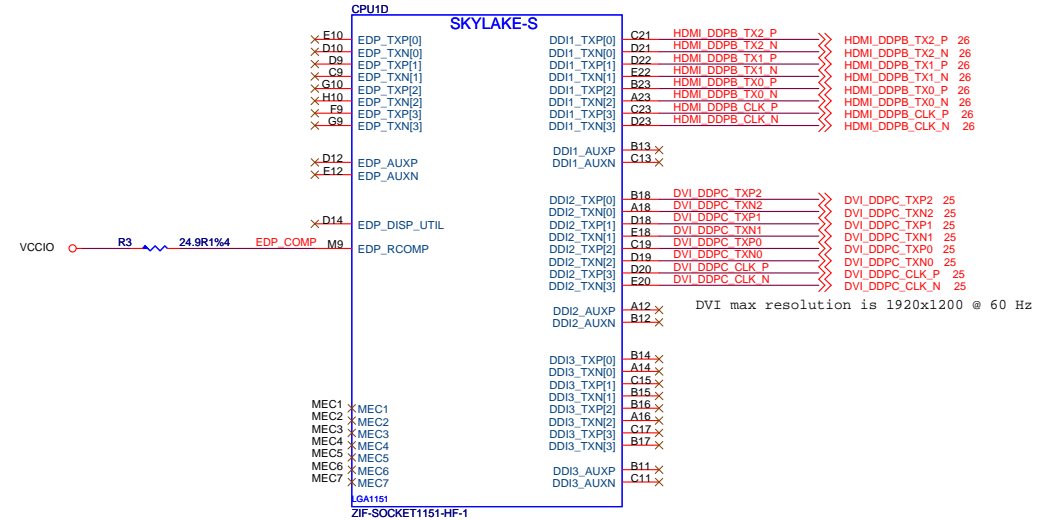 CPU1D
SKYLAKE-S
E10 EDP_TXP[0] DDI1_TXP[0] C21 HDMI_DDPB_TX2_P HDMI_DDPB_TX2_P 26
D10 EDP_TXN[0] DDI1_TXN[0] D21 HDMI_DDPB_TX2_N HDMI_DDPB_TX2_N 26
D9 EDP_TXP[1] DDI1_TXP[1] D22 HDMI_DDPB_TX1_P HDMI_DDPB_TX1_P 26
C9 EDP_TXN[1] DDI1_TXN[1] E22 HDMI_DDPB_TX1_N HDMI_DDPB_TX1_N 26
G10 EDP_TXP[2] DDI1_TXP[2] B23 HDMI_DDPB_TX0_P HDMI_DDPB_TX0_P 26
H10 EDP_TXN[2] DDI1_TXN[2] A23 HDMI_DDPB_TX0_N HDMI_DDPB_TX0_N 26
F9 EDP_TXP[3] DDI1_TXP[3] C23 HDMI_DDPB_CLK_P HDMI_DDPB_CLK_P 26
G9 EDP_TXN[3] DDI1_TXN[3] D23 HDMI_DDPB_CLK_N HDMI_DDPB_CLK_N 26
D12 EDP_AUXP DDI1_AUXP B13
E12 EDP_AUXN DDI1_AUXN C13
DDI2_TXP[0] B18 DVI_DDPC_TXP2 DVI_DDPC_TXP2 25
DDI2_TXN[0] A18 DVI_DDPC_TXN2 DVI_DDPC_TXN2 25
D14 EDP_DISP_UTIL DDI2_TXP[1] D18 DVI_DDPC_TXP1 DVI_DDPC_TXP1 25
DDI2_TXN[1] E18 DVI_DDPC_TXN1 DVI_DDPC_TXN1 25
VCCIO R3 24.9R1%4 EDP_COMP M9 EDP_RCOMP DDI2_TXP[2] C19 DVI_DDPC_TXP0 DVI_DDPC_TXP0 25
DDI2_TXN[2] D19 DVI_DDPC_TXN0 DVI_DDPC_TXN0 25
DDI2_TXP[3] D20 DVI_DDPC_CLK_P DVI_DDPC_CLK_P 25
DDI2_TXN[3] E20 DVI_DDPC_CLK_N DVI_DDPC_CLK_N 25
DVI max resolution is 1920x1200 @ 60 Hz
DDI2_AUXP A12
DDI2_AUXN B12
DDI3_TXP[0] B14
DDI3_TXN[0] A14
DDI3_TXP[1] C15
DDI3_TXN[1] B15
MEC1 MEC1 DDI3_TXP[2] B16
MEC2 MEC2 DDI3_TXN[2] A16
MEC3 MEC3 DDI3_TXP[3] C17
MEC4 MEC4 DDI3_TXN[3] B17
MEC5 MEC5
MEC6 MEC6 DDI3_AUXP B11
MEC7 MEC7 DDI3_AUXN C11
LGA1151
ZIF-SOCKET1151-HF-1